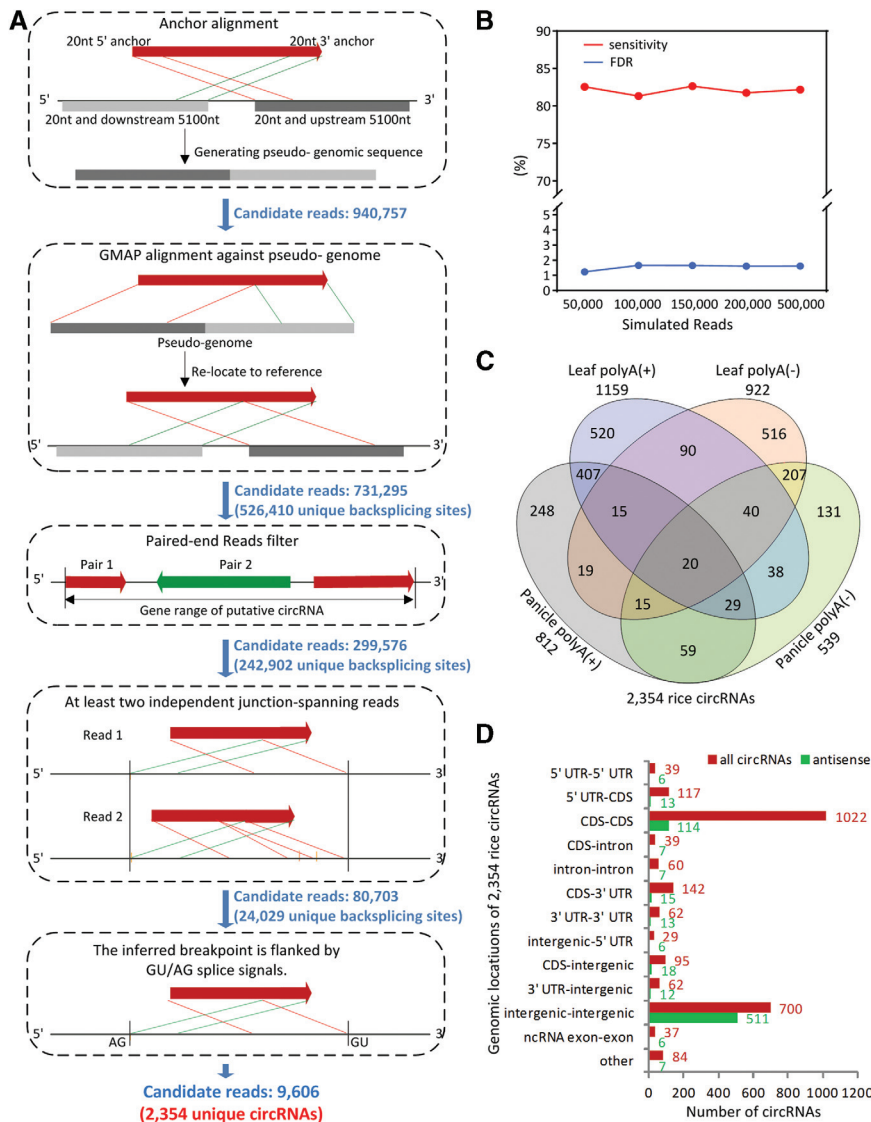 A
Anchor alignment
20nt 5' anchor
20nt 3' anchor
5'
3'
20nt and downstream 5100nt
20nt and upstream 5100nt
Generating pseudo- genomic sequence
Candidate reads: 940,757
GMAP alignment against pseudo- genome
Pseudo-genome
Re-locate to reference
5'
3'
Candidate reads: 731,295
(526,410 unique backsplicing sites)
Paired-end Reads filter
Pair 1
Pair 2
5'
3'
Gene range of putative circRNA
Candidate reads: 299,576
(242,902 unique backsplicing sites)
At least two independent junction-spanning reads
Read 1
5'
3'
Read 2
5'
3'
Candidate reads: 80,703
(24,029 unique backsplicing sites)
The inferred breakpoint is flanked by
GU/AG splice signals.
5'
3'
AG
GU
Candidate reads: 9,606
(2,354 unique circRNAs)
B
sensitivity
FDR
(%)
90
85
80
75
70
5
4
3
2
1
0
50,000
100,000
150,000
200,000
500,000
Simulated Reads
C
Leaf polyA(+)
1159
Leaf polyA(-)
922
520
90
516
407
207
248
15
40
131
20
19
38
15
29
59
Panicle polyA(+)
812
Panicle polyA(-)
539
2,354 rice circRNAs
D
all circRNAs
antisense
Genomic locatiuons of 2,354 rice circRNAs
5' UTR-5' UTR
39
6
5' UTR-CDS
117
13
CDS-CDS
1022
114
CDS-intron
39
7
intron-intron
60
7
CDS-3' UTR
142
15
3' UTR-3' UTR
62
13
intergenic-5' UTR
29
6
CDS-intergenic
95
18
3' UTR-intergenic
62
12
intergenic-intergenic
700
511
ncRNA exon-exon
37
6
other
84
7
0 200 400 600 800 1000 1200
Number of circRNAs